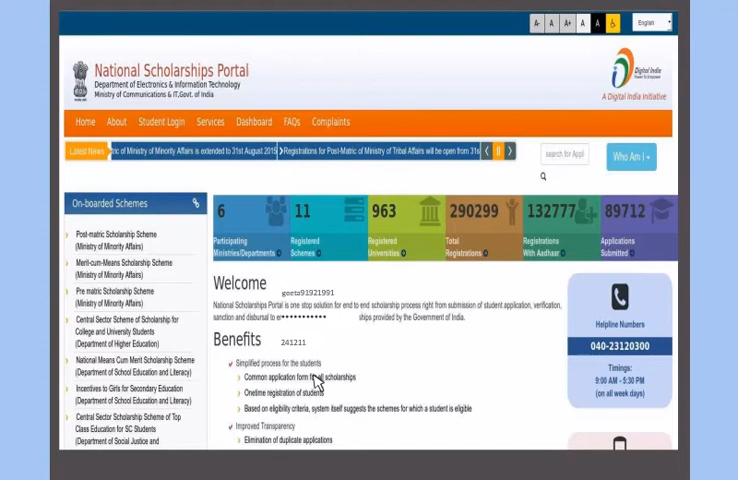 A- A A+ A A English
National Scholarships Portal
Department of Electronics & Information Technology
Ministry of Communications & IT,Govt. of India
Digital India
Power To Empower
A Digital India Initiative
Home About Student Login Services Dashboard FAQs Complaints
Latest News tric of Ministry of Minority Affairs is extended to 31st August 2015 Registrations for Post-Matric of Ministry of Tribal Affairs will be open from 31s
search for Appl
Who Am I
On-boarded Schemes
Post-matric Scholarship Scheme
(Ministry of Minority Affairs)
Merit-cum-Means Scholarship Scheme
(Ministry of Minority Affairs)
Pre matric Scholarship Scheme
(Ministry of Minority Affairs)
Central Sector Scheme of Scholarship for
College and University Students
(Department of Higher Education)
National Means Cum Merit Scholarship Scheme
(Department of School Education and Literacy)
Incentives to Girls for Secondary Education
(Department of School Education and Literacy)
Central Sector Scholarship Scheme of Top
Class Education for SC Students
(Department of Social Justice and
6 11 963 290299 132777 89712
Participating Registered Registered Total Registrations Applications
Ministries/Departments Schemes Universities Registrations With Aadhaar Submitted
Welcome
geeta91921991
National Scholarships Portal is one stop solution for end to end scholarship process right from submission of student application, verification,
sanction and disbursal to e ••••••••••• ships provided by the Government of India.
Benefits
241211
Simplified process for the students
Common application form for all scholarships
Onetime registration of students
Based on eligibility criteria, system itself suggests the schemes for which a student is eligible
Improved Transparency
Elimination of duplicate applications
Helpline Numbers
040-23120300
Timings:
9:00 AM - 5:30 PM
(on all week days)